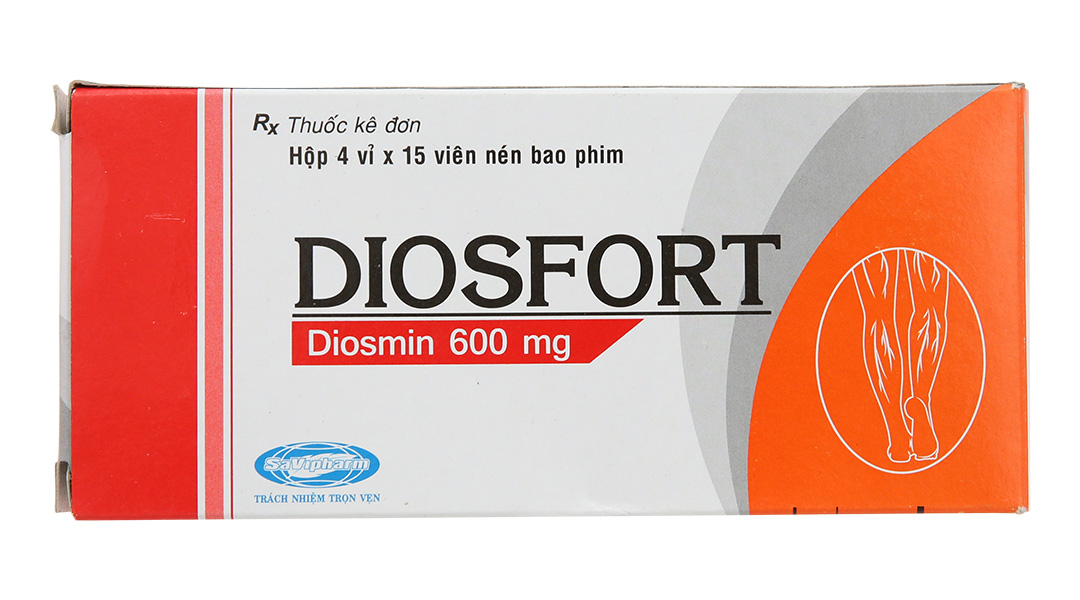 Rx Thuốc kê đơn
Hộp 4 vỉ x 15 viên nén bao phim
DIOSFORT
Diosmin 600 mg
SaVipharm
TRÁCH NHIỆM TRỌN VẸN